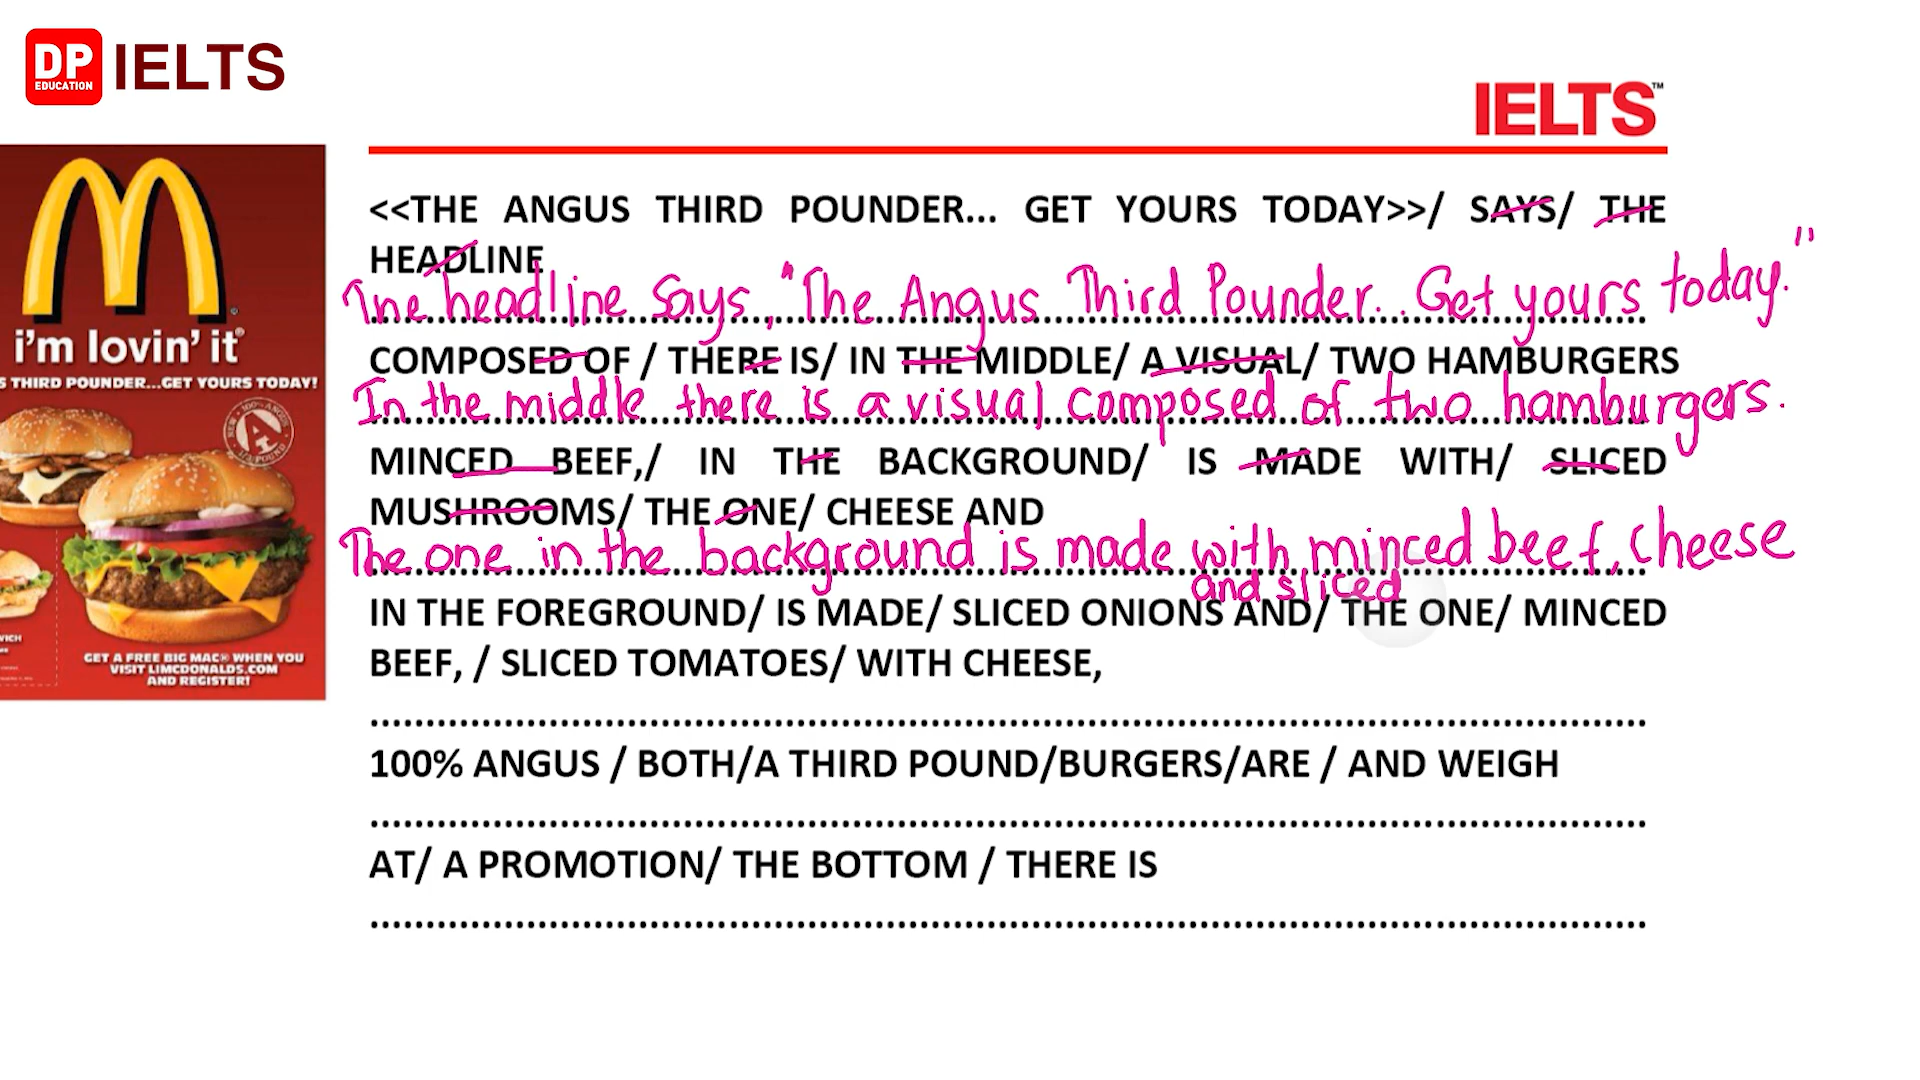 DP
EDUCATION
IELTS
IELTS™
i'm lovin' it®
S THIRD POUNDER...GET YOURS TODAY!
GET A FREE BIG MAC® WHEN YOU
VISIT LIMCDONALDS.COM
AND REGISTER!
<<THE ANGUS THIRD POUNDER... GET YOURS TODAY>>/ SAYS/ THE
HEADLINE
The headline says, "The Angus Third Pounder... Get yours today."
COMPOSED OF / THERE IS/ IN THE MIDDLE/ A VISUAL/ TWO HAMBURGERS
In the middle there is a visual composed of two hamburgers.
MINCED BEEF,/ IN THE BACKGROUND/ IS MADE WITH/ SLICED
MUSHROOMS/ THE ONE/ CHEESE AND
The one in the background is made with minced beef, cheese
and sliced
IN THE FOREGROUND/ IS MADE/ SLICED ONIONS AND/ THE ONE/ MINCED
BEEF, / SLICED TOMATOES/ WITH CHEESE,
100% ANGUS / BOTH/A THIRD POUND/BURGERS/ARE / AND WEIGH
AT/ A PROMOTION/ THE BOTTOM / THERE IS